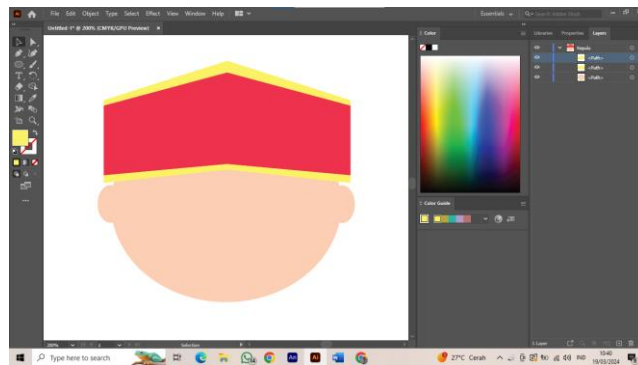 File Edit Object Type Select Effect View Window Help
Essentials
Untitled-1* @ 200% (CMYK/GPU Preview) ×
Color
Libraries Properties Layers
Kepala
<Path>
<Path>
<Path>
Color Guide
200%
Selection
1 Layer
Type here to search
27°C Cerah
IND
10:40
19/03/2024